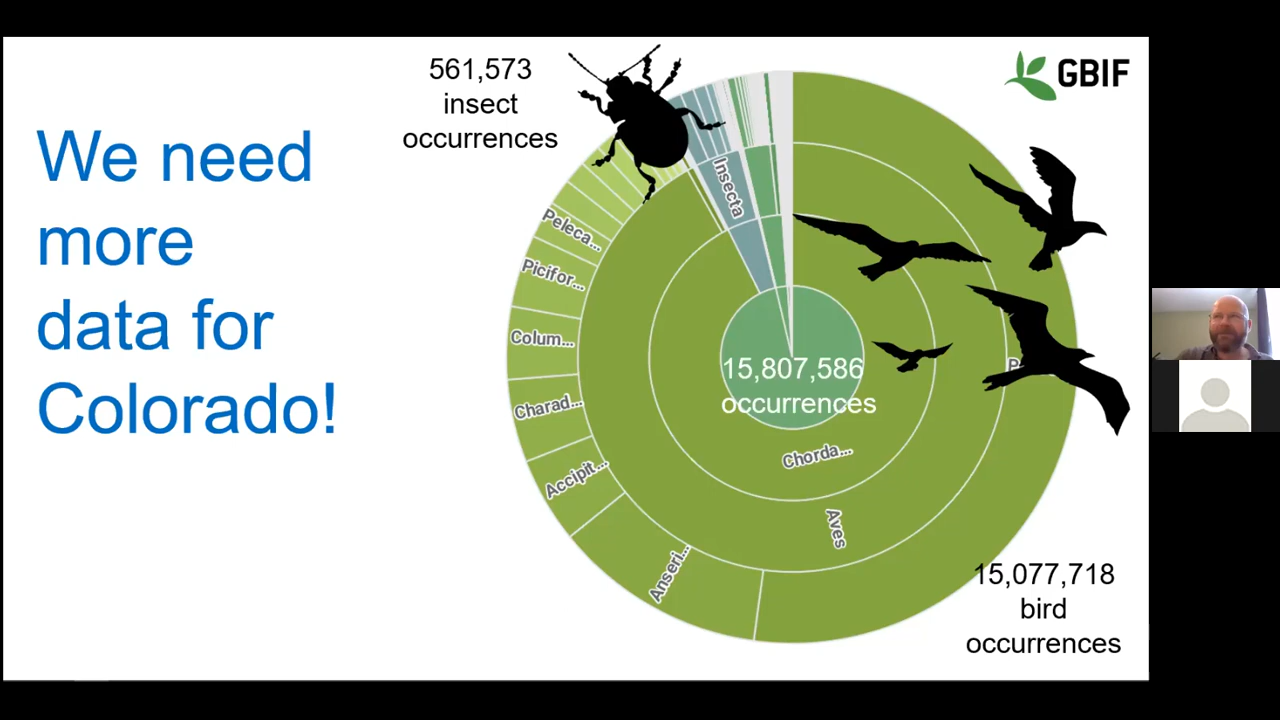 We need
more
data for
Colorado!
561,573
insect
occurrences
GBIF
Insecta
Peleca...
Picifor...
Colum...
Charad...
Accipit...
Anseri...
15,807,586
occurrences
Chorda...
Aves
15,077,718
bird
occurrences